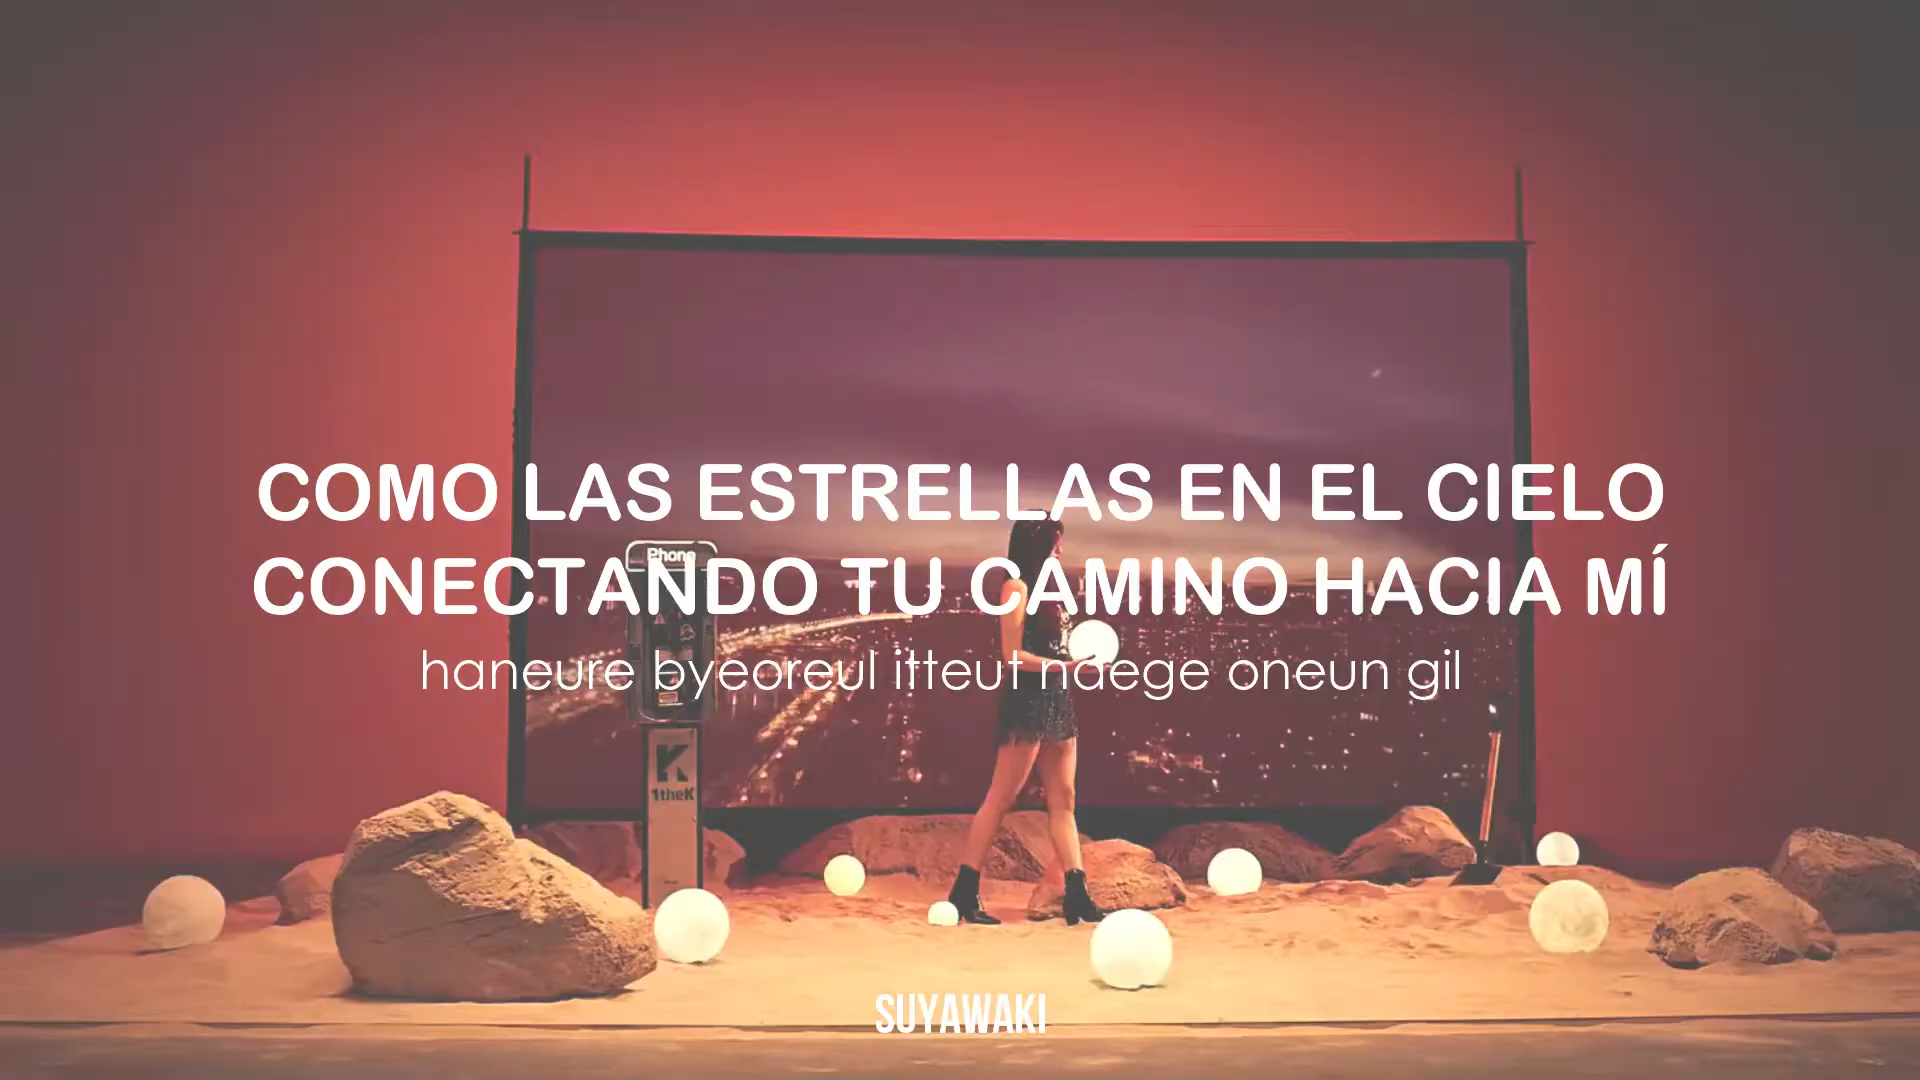 COMO LAS ESTRELLAS EN EL CIELO
CONECTANDO TU CAMINO HACIA MÍ
haneure byeoreul itteut naege oneun gil
Phone
K
1theK
SUYAWAKI